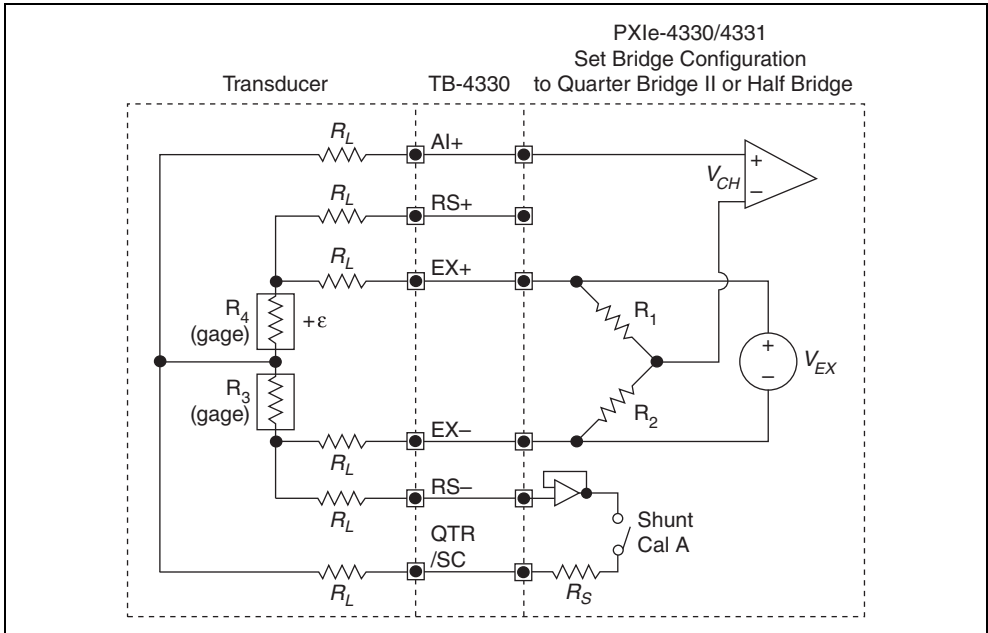 PXIe-4330/4331
Set Bridge Configuration
to Quarter Bridge II or Half Bridge
Transducer
TB-4330
R_L
AI+
+
V_CH
–
R_L
RS+
R_L
EX+
R_4
(gage)
+ε
R_1
+
V_EX
–
R_3
(gage)
R_2
EX–
R_L
RS–
R_L
QTR
/SC
Shunt
Cal A
R_L
R_S